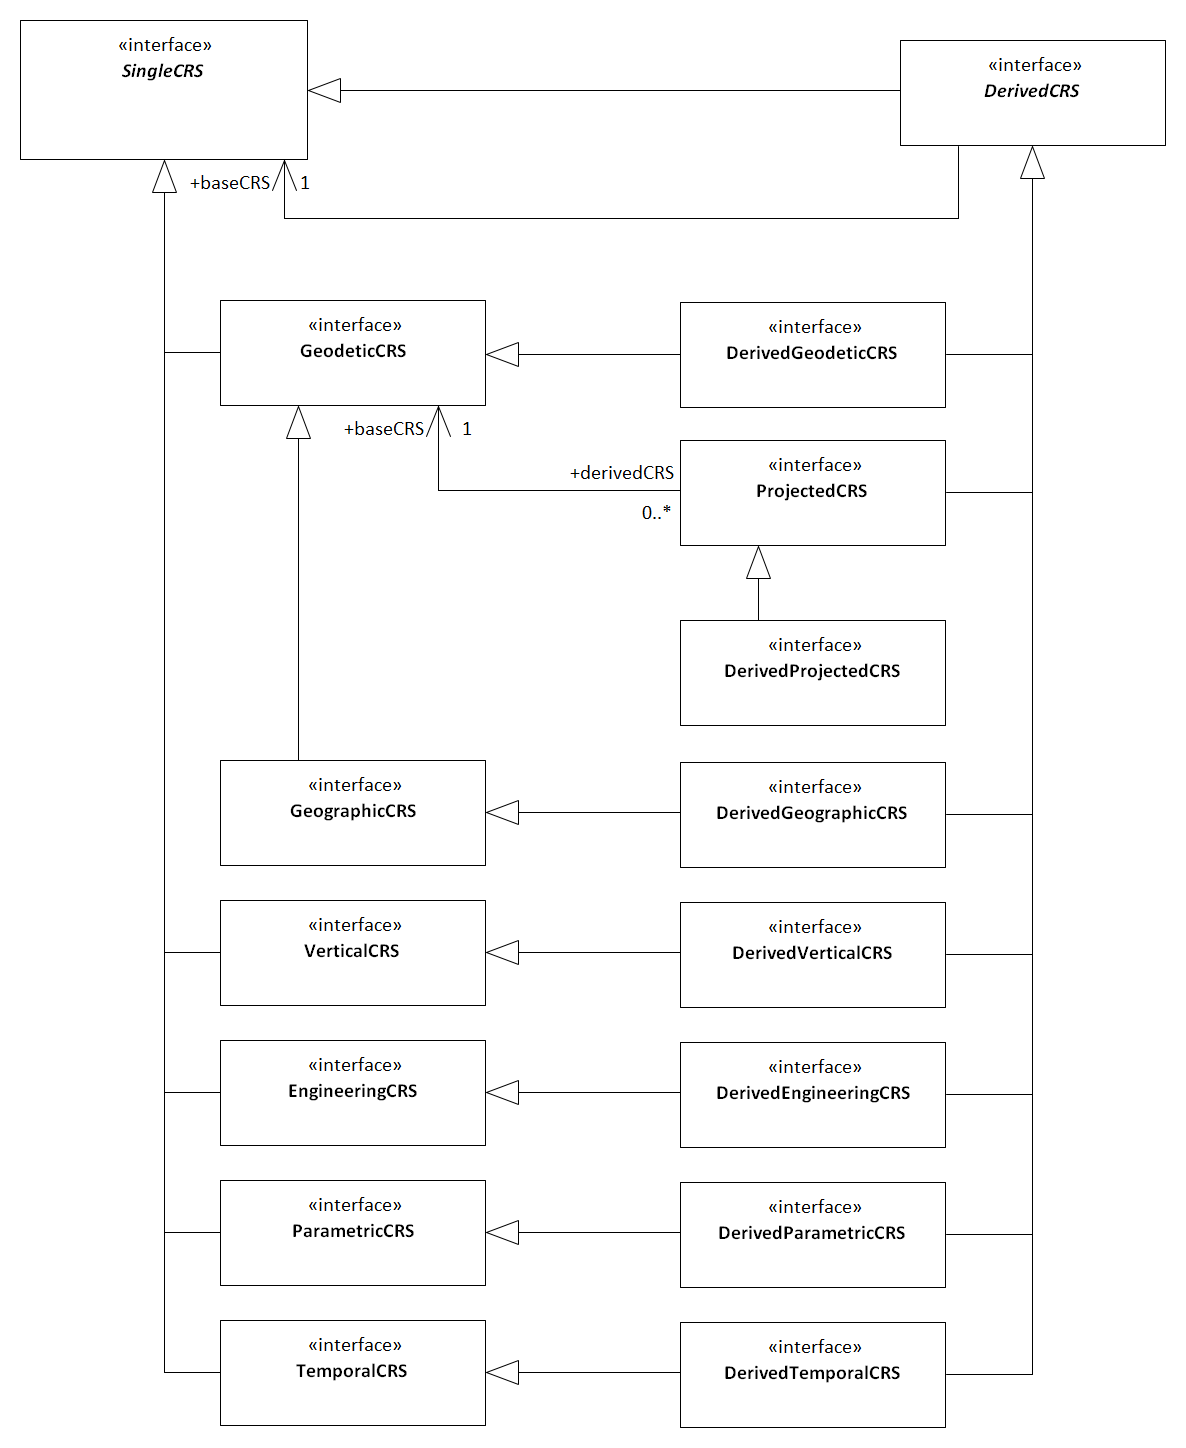 «interface»
SingleCRS
«interface»
DerivedCRS
+baseCRS
1
«interface»
GeodeticCRS
«interface»
DerivedGeodeticCRS
+baseCRS
1
+derivedCRS
0..*
«interface»
ProjectedCRS
«interface»
DerivedProjectedCRS
«interface»
GeographicCRS
«interface»
DerivedGeographicCRS
«interface»
VerticalCRS
«interface»
DerivedVerticalCRS
«interface»
EngineeringCRS
«interface»
DerivedEngineeringCRS
«interface»
ParametricCRS
«interface»
DerivedParametricCRS
«interface»
TemporalCRS
«interface»
DerivedTemporalCRS